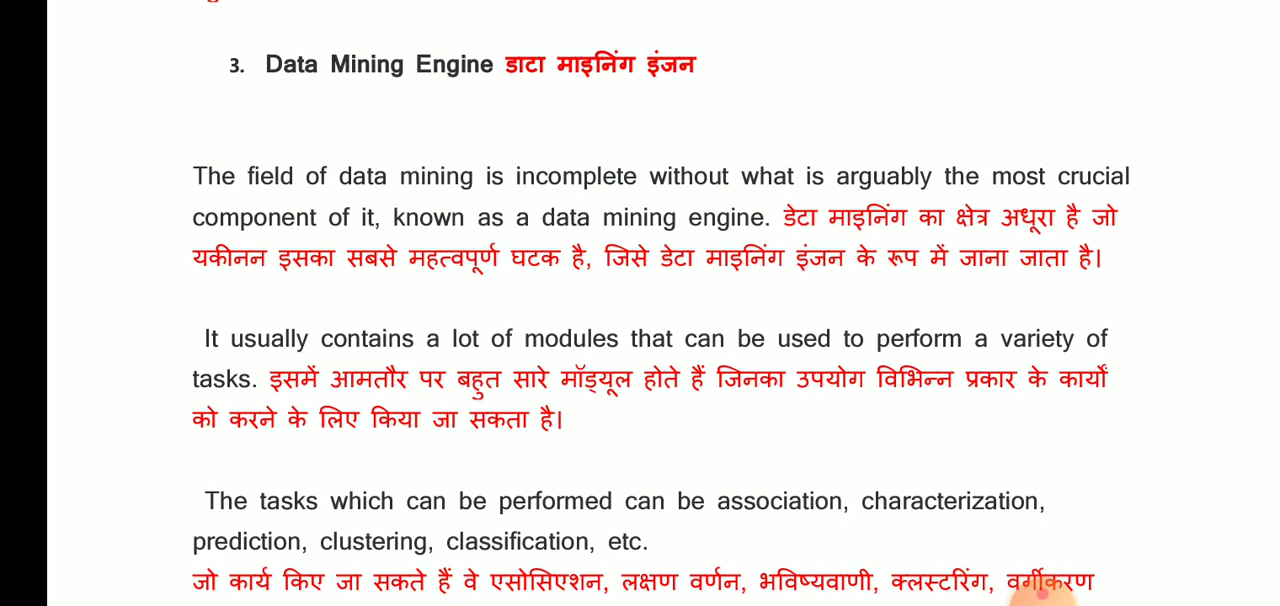 3. Data Mining Engine डाटा माइनिंग इंजन
The field of data mining is incomplete without what is arguably the most crucial
component of it, known as a data mining engine. डेटा माइनिंग का क्षेत्र अधूरा है जो
यकीनन इसका सबसे महत्वपूर्ण घटक है, जिसे डेटा माइनिंग इंजन के रूप में जाना जाता है।
It usually contains a lot of modules that can be used to perform a variety of
tasks. इसमें आमतौर पर बहुत सारे मॉड्यूल होते हैं जिनका उपयोग विभिन्न प्रकार के कार्यों
को करने के लिए किया जा सकता है।
The tasks which can be performed can be association, characterization,
prediction, clustering, classification, etc.
जो कार्य किए जा सकते हैं वे एसोसिएशन, लक्षण वर्णन, भविष्यवाणी, क्लस्टरिंग, वर्गीकरण